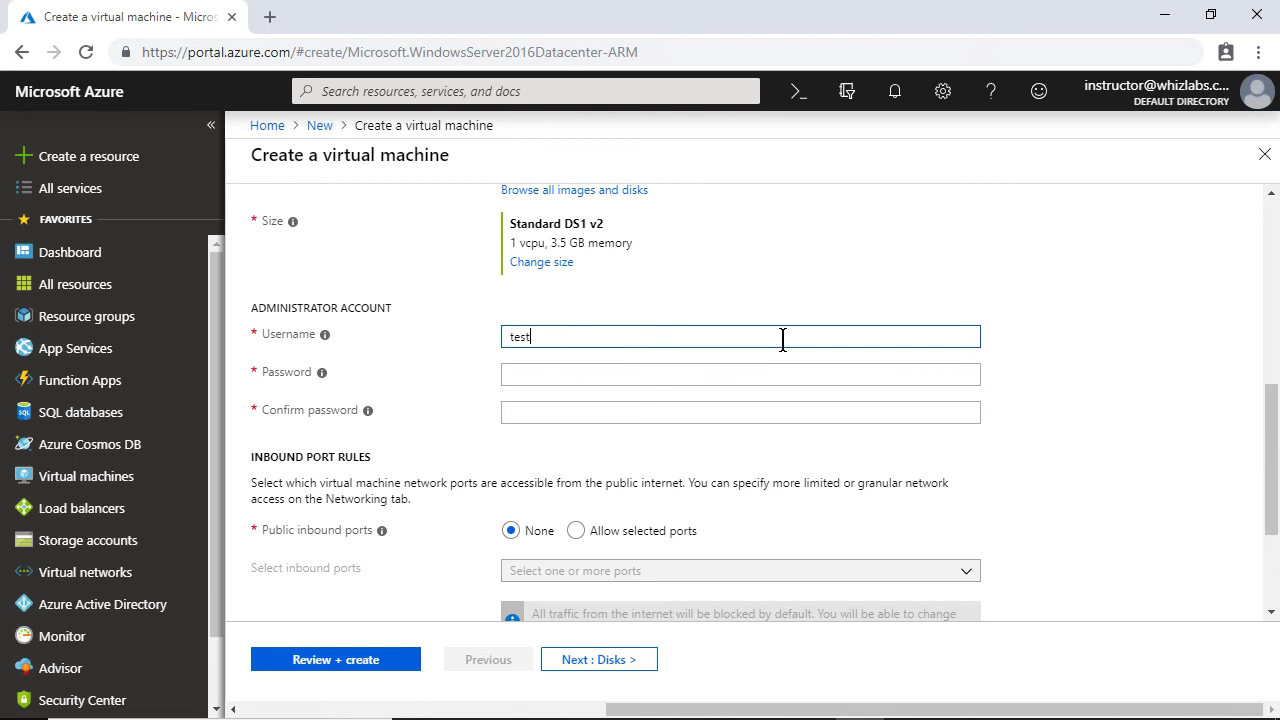 Create a virtual machine - Micros
https://portal.azure.com/#create/Microsoft.WindowsServer2016Datacenter-ARM
Microsoft Azure
Search resources, services, and docs
instructor@whizlabs.c...
DEFAULT DIRECTORY
Home > New > Create a virtual machine
Create a virtual machine
Create a resource
All services
FAVORITES
Dashboard
All resources
Resource groups
App Services
Function Apps
SQL databases
Azure Cosmos DB
Virtual machines
Load balancers
Storage accounts
Virtual networks
Azure Active Directory
Monitor
Advisor
Security Center
Browse all images and disks
* Size
Standard DS1 v2
1 vcpu, 3.5 GB memory
Change size
ADMINISTRATOR ACCOUNT
* Username
test
* Password
* Confirm password
INBOUND PORT RULES
Select which virtual machine network ports are accessible from the public internet. You can specify more limited or granular network
access on the Networking tab.
* Public inbound ports
None
Allow selected ports
Select inbound ports
Select one or more ports
All traffic from the internet will be blocked by default. You will be able to change
Review + create
Previous
Next : Disks >